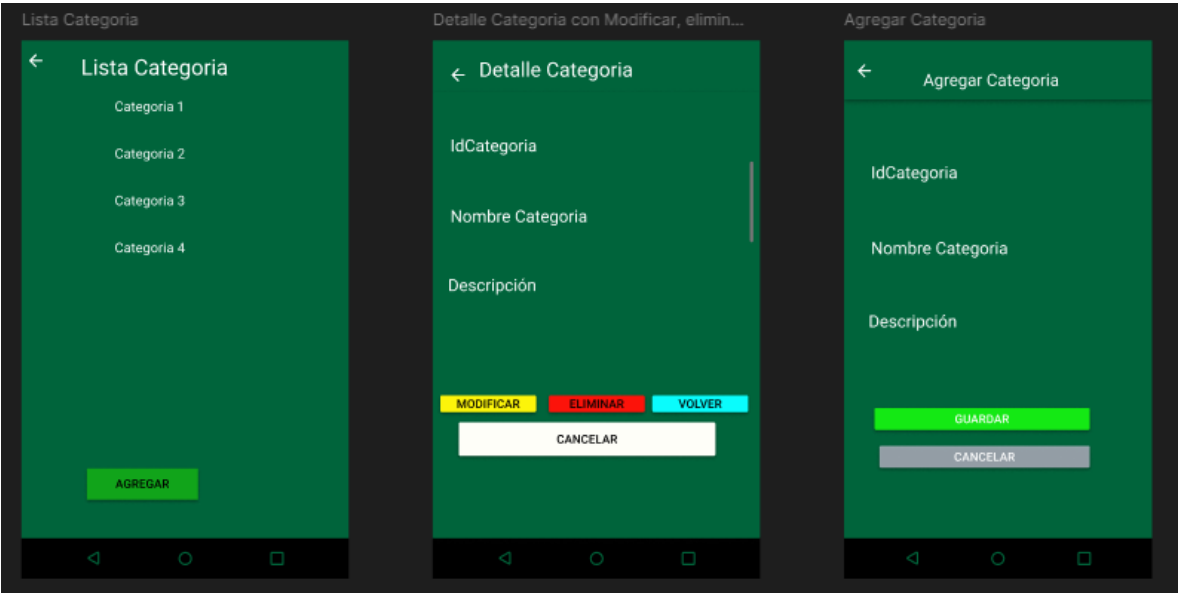 Lista Categoria
Lista Categoria
Categoria 1
Categoria 2
Categoria 3
Categoria 4
AGREGAR
Detalle Categoria con Modificar, elimin...
Detalle Categoria
IdCategoria
Nombre Categoria
Descripción
MODIFICAR ELIMINAR VOLVER
CANCELAR
Agregar Categoria
Agregar Categoria
IdCategoria
Nombre Categoria
Descripción
GUARDAR
CANCELAR